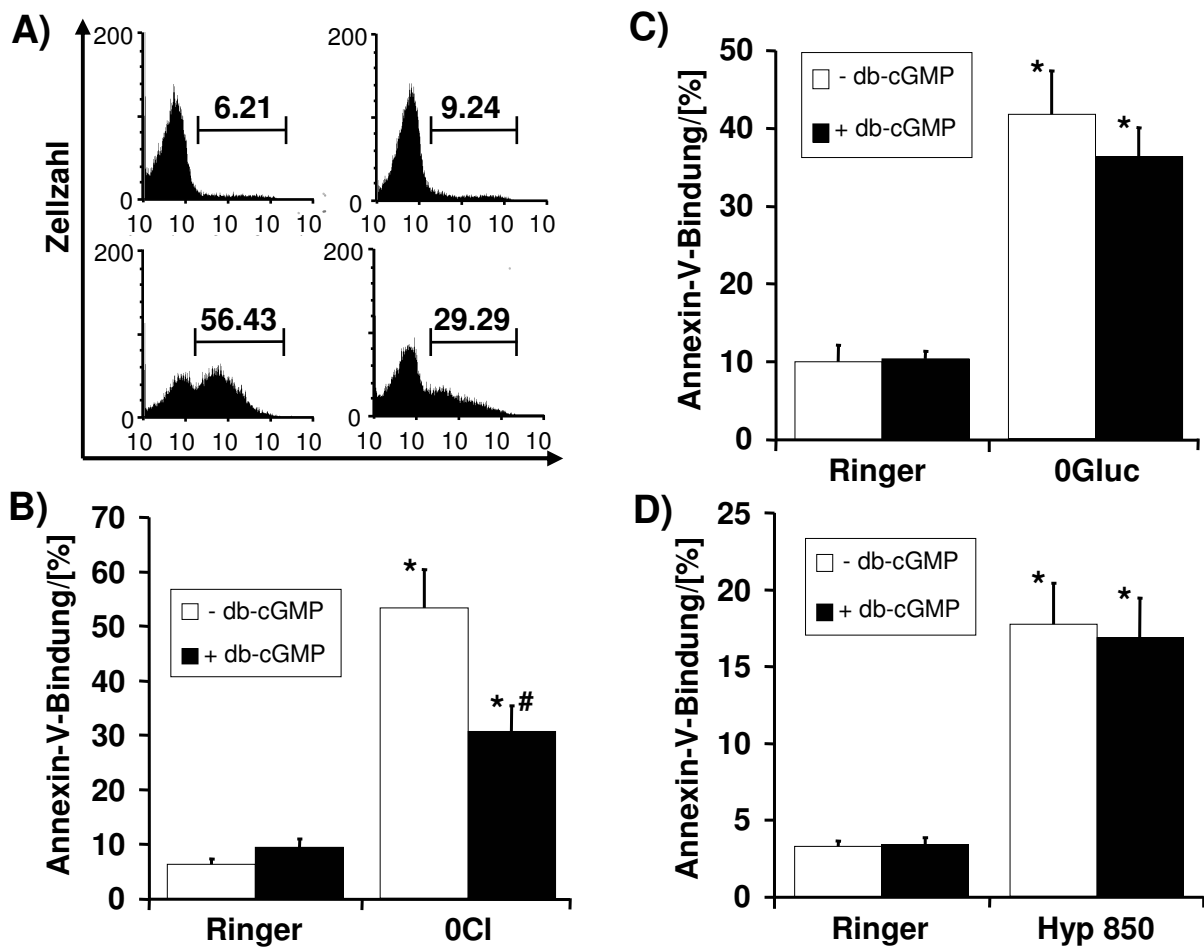 A)
Zellzahl
200
6.21
0
10 10 10 10 10
200
9.24
0
10 10 10 10 10
200
56.43
0
10 10 10 10 10
200
29.29
0
10 10 10 10 10
B)
Annexin-V-Bindung/[%]
70
60
50
40
30
20
10
0
- db-cGMP
+ db-cGMP
*
* #
Ringer 0Cl
C)
Annexin-V-Bindung/[%]
50
40
30
20
10
0
- db-cGMP
+ db-cGMP
*
*
Ringer 0Gluc
D)
Annexin-V-Bindung/[%]
25
20
15
10
5
0
- db-cGMP
+ db-cGMP
*
*
Ringer Hyp 850